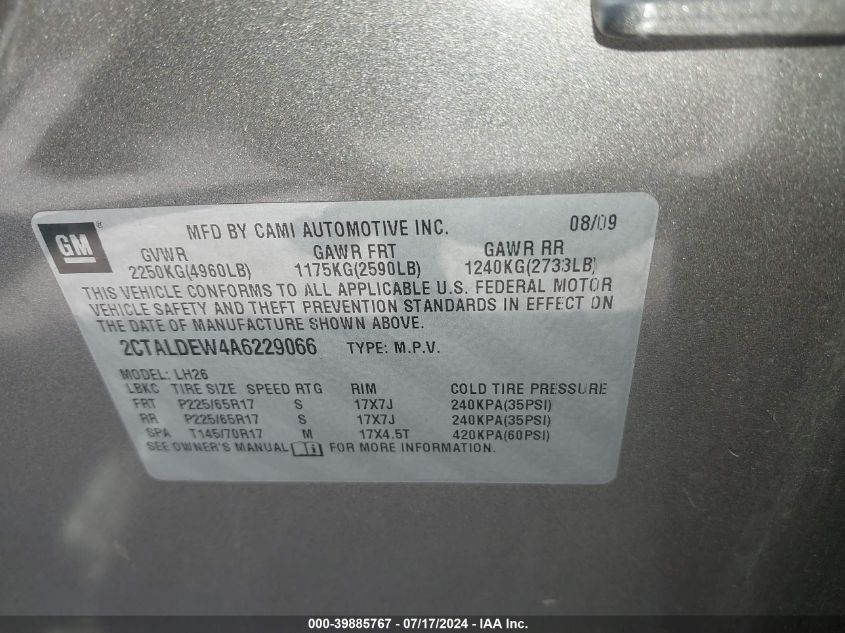 GM
MFD BY CAMI AUTOMOTIVE INC. 08/09
GVWR GAWR FRT GAWR RR
2250KG(4960LB) 1175KG(2590LB) 1240KG(2733LB)
THIS VEHICLE CONFORMS TO ALL APPLICABLE U.S. FEDERAL MOTOR
VEHICLE SAFETY AND THEFT PREVENTION STANDARDS IN EFFECT ON
THE DATE OF MANUFACTURE SHOWN ABOVE.
2CTALDEW4A6229066 TYPE: M.P.V.
MODEL: LH26
LBKC TIRE SIZE SPEED RTG RIM COLD TIRE PRESSURE
FRT P225/65R17 S 17X7J 240KPA(35PSI)
RR P225/65R17 S 17X7J 240KPA(35PSI)
SPA T145/70R17 M 17X4.5T 420KPA(60PSI)
SEE OWNER'S MANUAL FOR MORE INFORMATION.
000-39885767 - 07/17/2024 - IAA Inc.